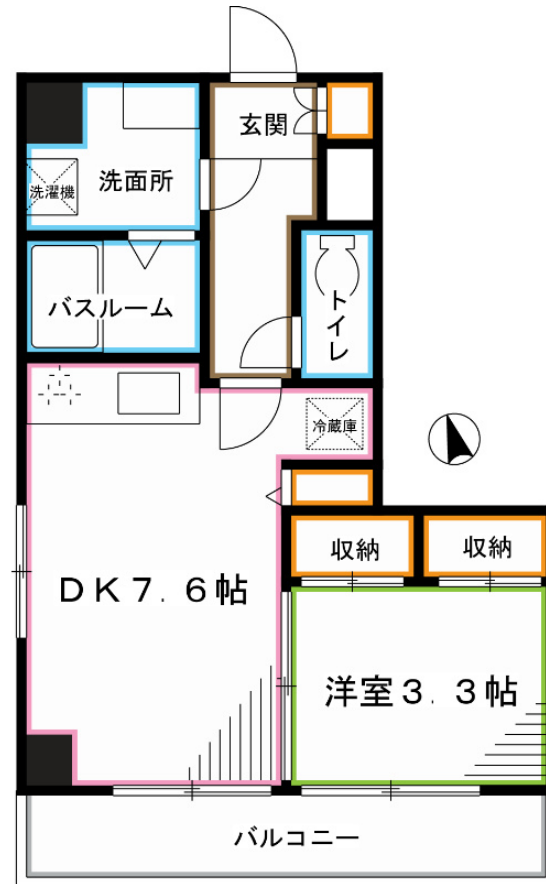 玄関
洗面所
洗濯機
バスルーム
トイレ
冷蔵庫
収納
収納
DK7.6帖
洋室3.3帖
バルコニー